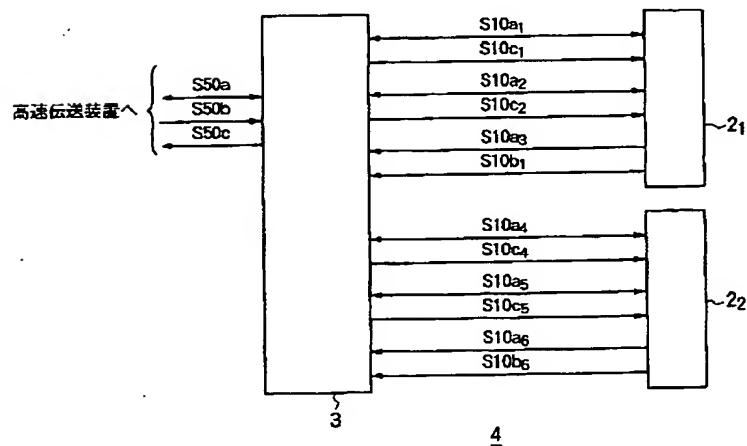 S10a₁
S10c₁
S10a₂
S10c₂
S10a₃
S10b₁
2₁
S50a
S50b
S50c
高速伝送装置へ
S10a₄
S10c₄
S10a₅
S10c₅
S10a₆
S10b₆
2₂
3
4